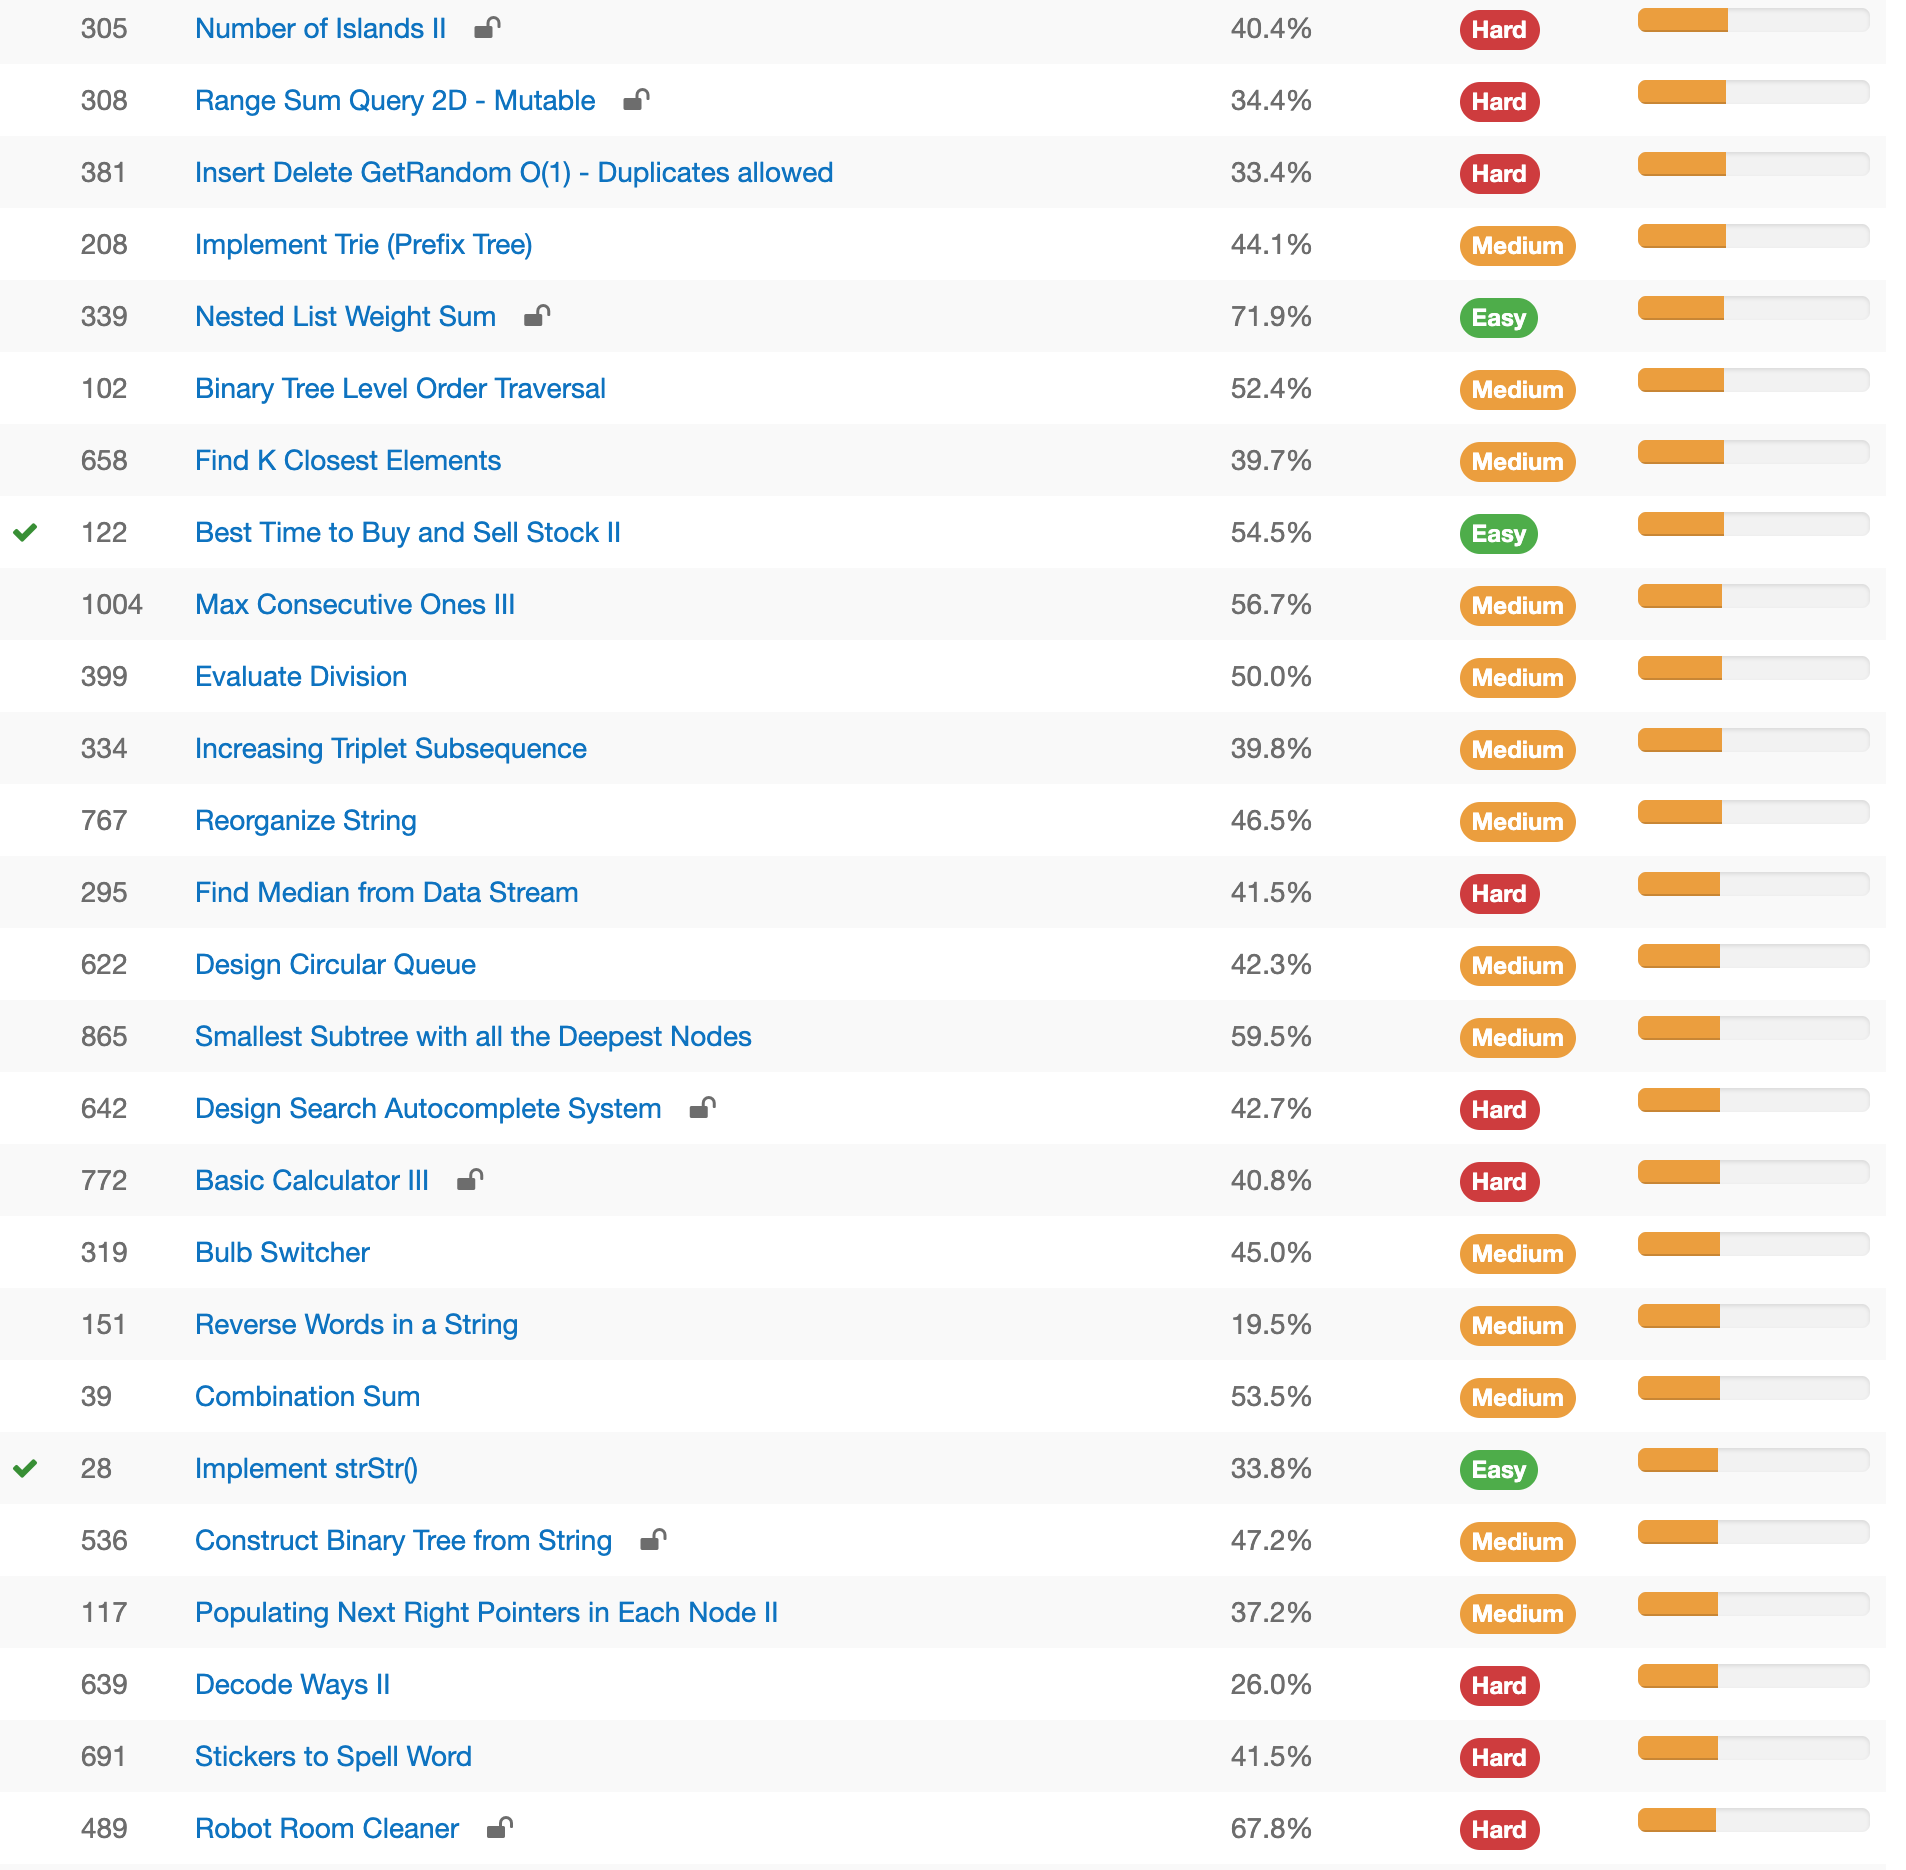 305 Number of Islands II 40.4% Hard
308 Range Sum Query 2D - Mutable 34.4% Hard
381 Insert Delete GetRandom O(1) - Duplicates allowed 33.4% Hard
208 Implement Trie (Prefix Tree) 44.1% Medium
339 Nested List Weight Sum 71.9% Easy
102 Binary Tree Level Order Traversal 52.4% Medium
658 Find K Closest Elements 39.7% Medium
122 Best Time to Buy and Sell Stock II 54.5% Easy
1004 Max Consecutive Ones III 56.7% Medium
399 Evaluate Division 50.0% Medium
334 Increasing Triplet Subsequence 39.8% Medium
767 Reorganize String 46.5% Medium
295 Find Median from Data Stream 41.5% Hard
622 Design Circular Queue 42.3% Medium
865 Smallest Subtree with all the Deepest Nodes 59.5% Medium
642 Design Search Autocomplete System 42.7% Hard
772 Basic Calculator III 40.8% Hard
319 Bulb Switcher 45.0% Medium
151 Reverse Words in a String 19.5% Medium
39 Combination Sum 53.5% Medium
28 Implement strStr() 33.8% Easy
536 Construct Binary Tree from String 47.2% Medium
117 Populating Next Right Pointers in Each Node II 37.2% Medium
639 Decode Ways II 26.0% Hard
691 Stickers to Spell Word 41.5% Hard
489 Robot Room Cleaner 67.8% Hard